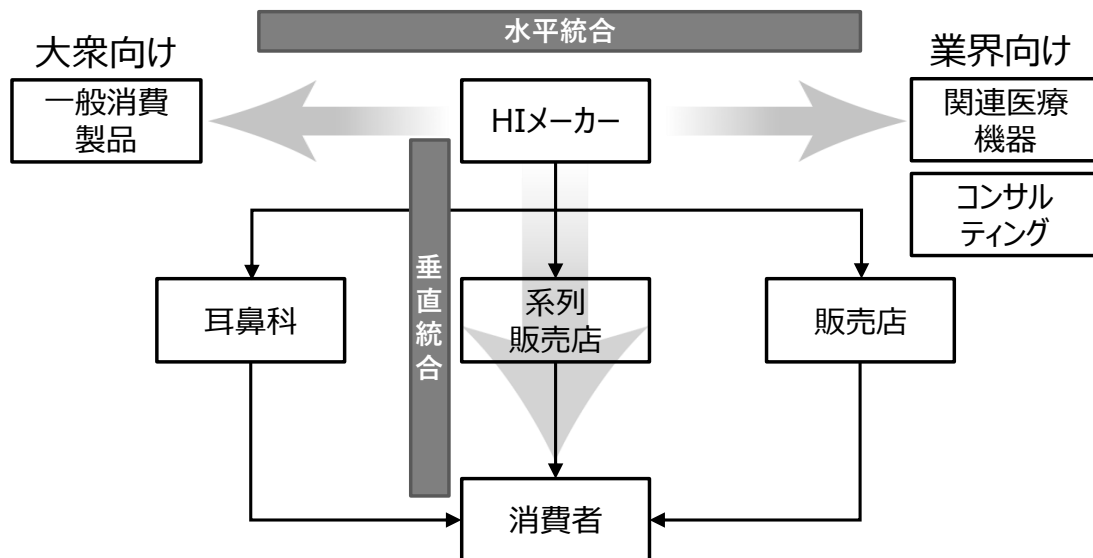 水平統合
大衆向け
業界向け
一般消費
製品
HIメーカー
関連医療
機器
コンサル
ティング
垂直統合
耳鼻科
系列
販売店
販売店
消費者